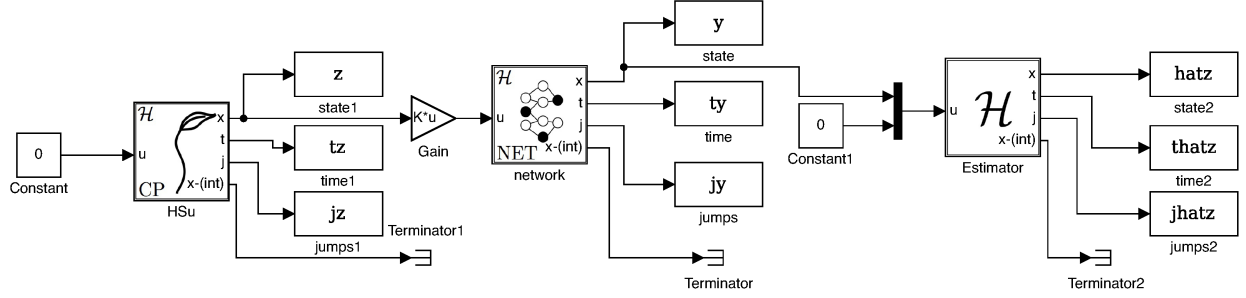 0
Constant
ℋ
u
CP
x
t
j
x-(int)
HSu
z
state1
tz
time1
jz
jumps1
Terminator1
K*u
Gain
ℋ
u
NET
x
t
j
x-(int)
network
y
state
ty
time
jy
jumps
Terminator
0
Constant1
u
ℋ
x
t
j
x-(int)
Estimator
hatz
state2
thatz
time2
jhatz
jumps2
Terminator2